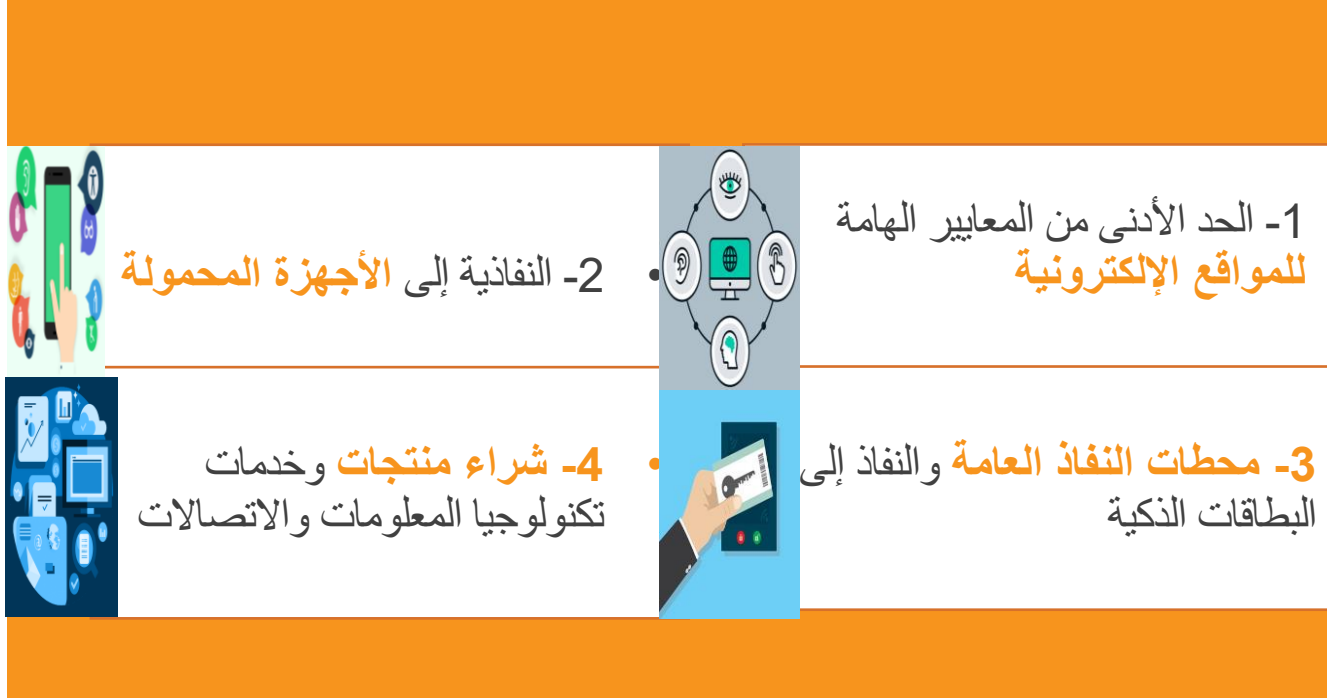 1- الحد الأدنى من المعايير الهامة
للمواقع الإلكترونية
• 2- النفاذية إلى الأجهزة المحمولة
3- محطات النفاذ العامة والنفاذ إلى
البطاقات الذكية
• 4- شراء منتجات وخدمات
تكنولوجيا المعلومات والاتصالات